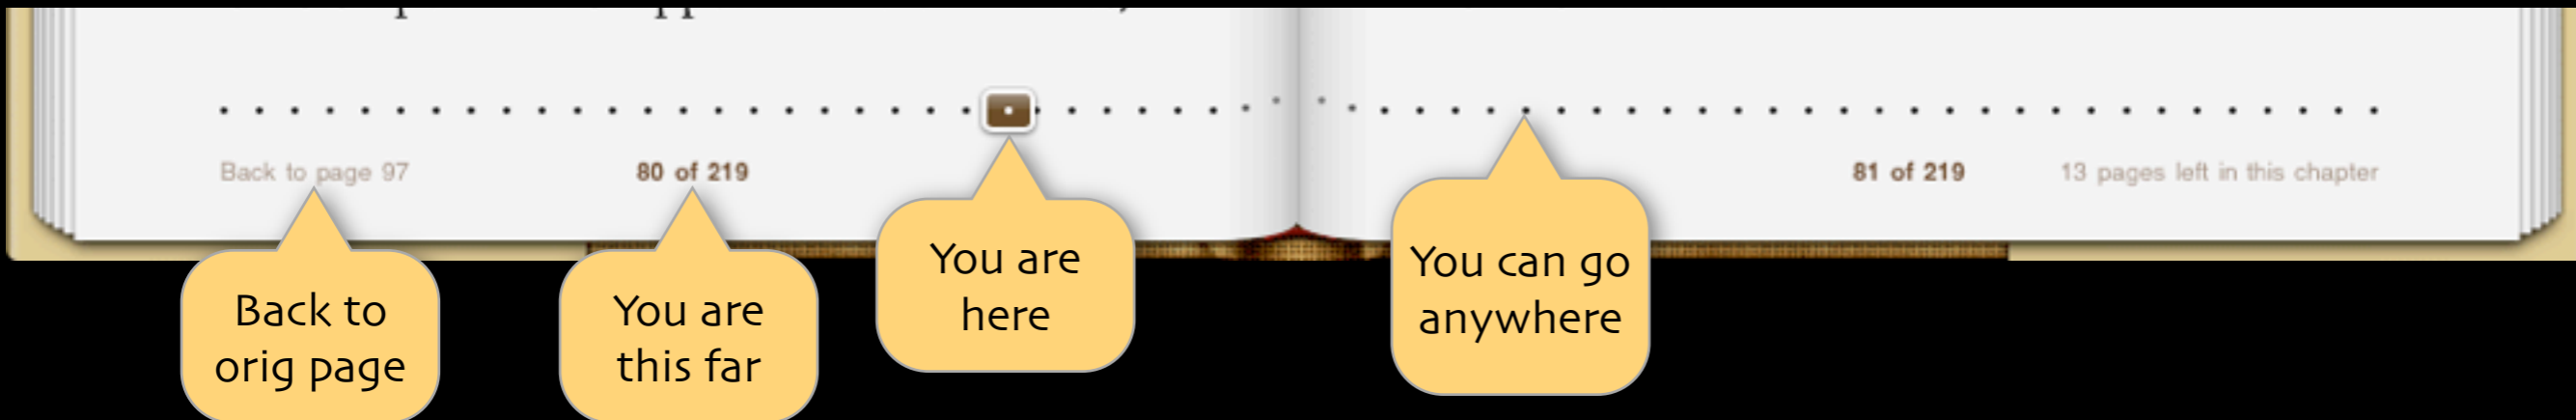 Back to page 97
80 of 219
81 of 219
13 pages left in this chapter
Back to
orig page
You are
this far
You are
here
You can go
anywhere